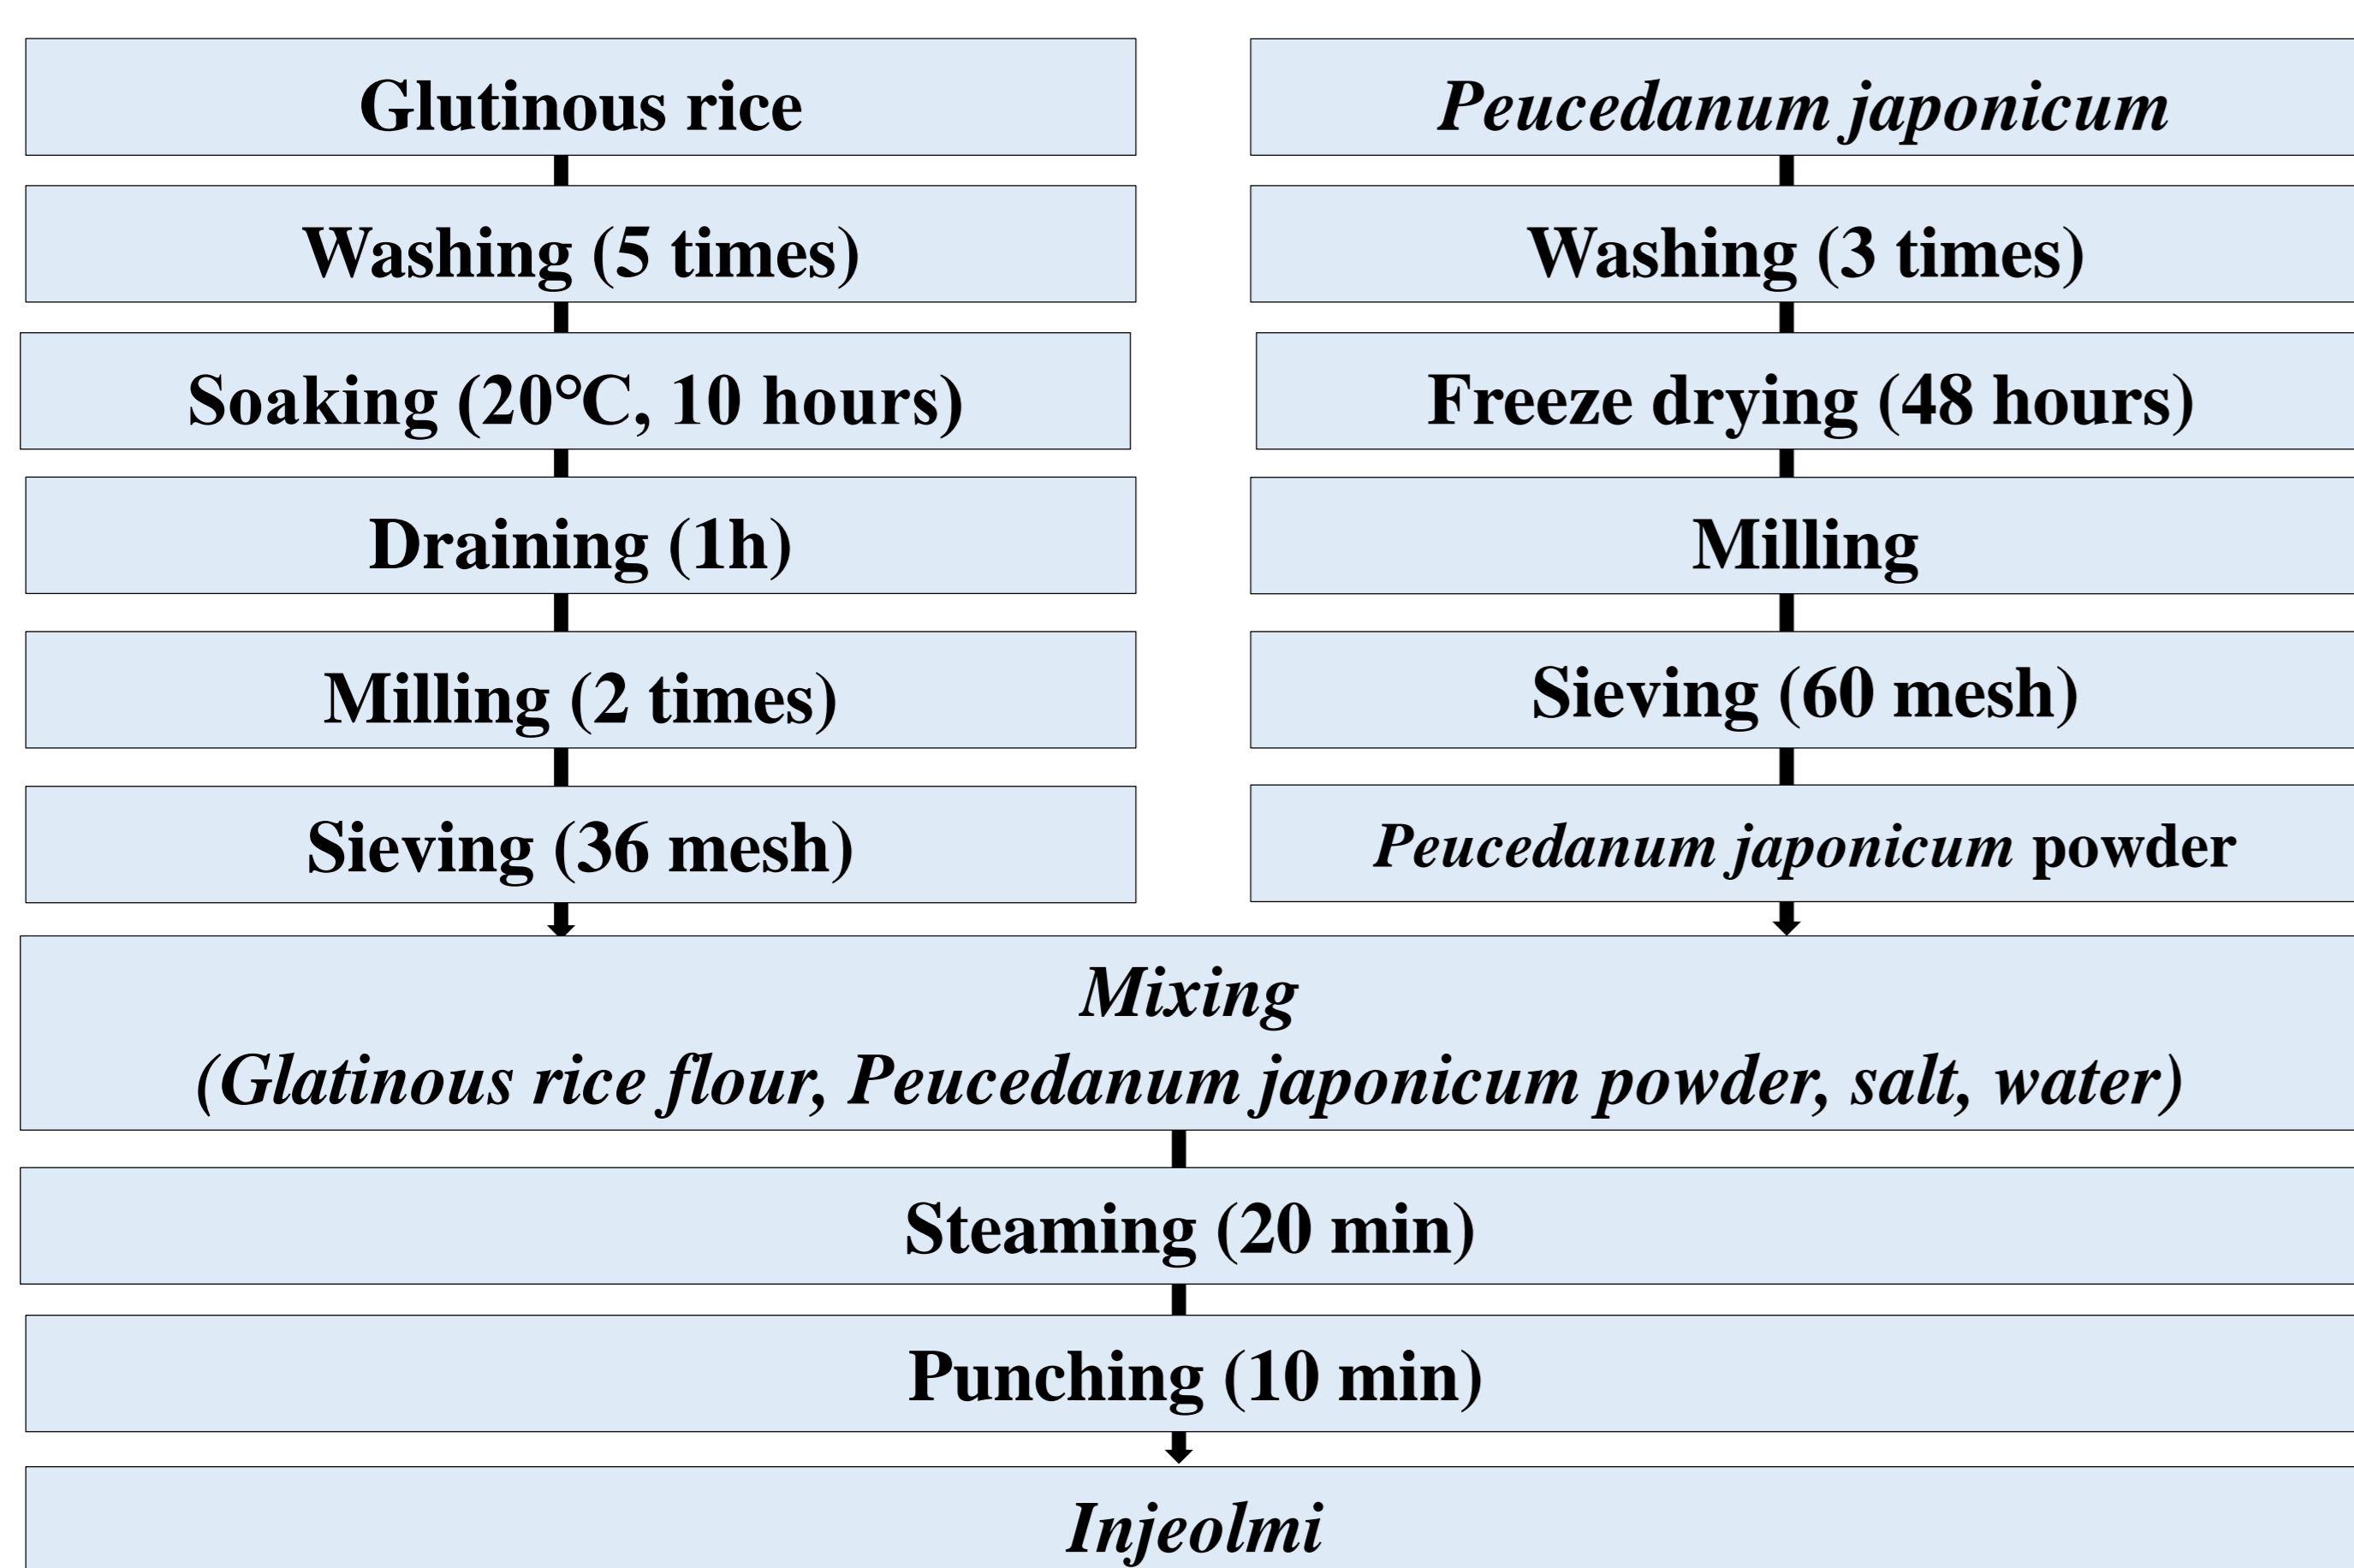 Glutinous rice
Washing (5 times)
Soaking (20℃, 10 hours)
Draining (1h)
Milling (2 times)
Sieving (36 mesh)
Peucedanum japonicum
Washing (3 times)
Freeze drying (48 hours)
Milling
Sieving (60 mesh)
Peucedanum japonicum powder
Mixing
(Glatinous rice flour, Peucedanum japonicum powder, salt, water)
Steaming (20 min)
Punching (10 min)
Injeolmi